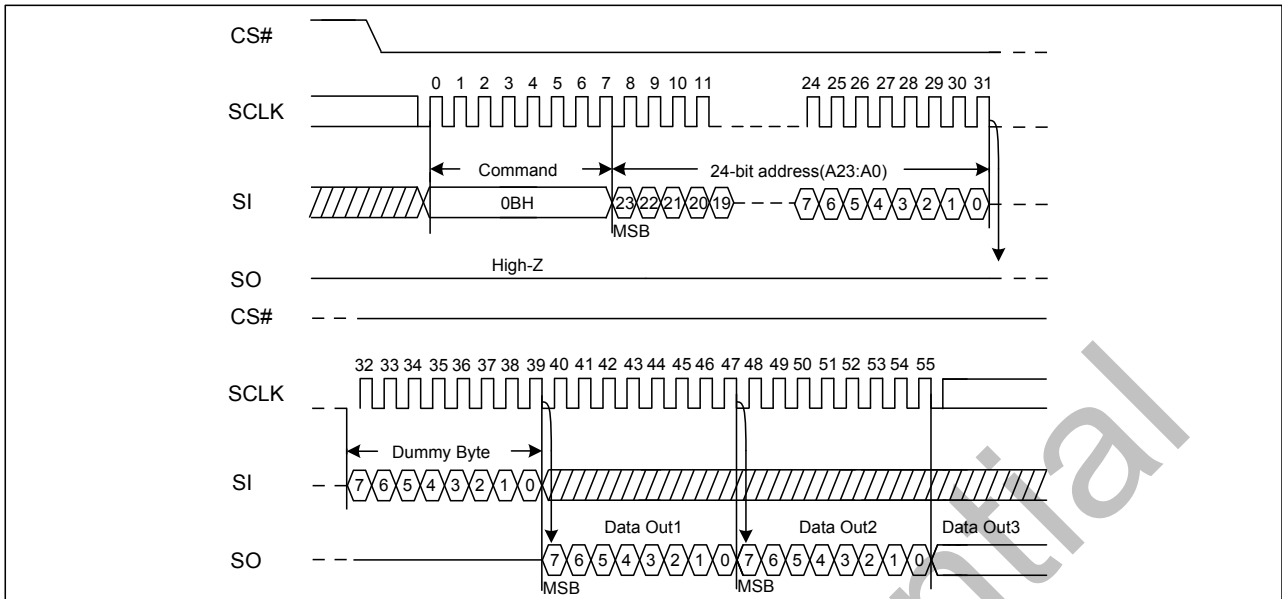 CS#
0 1 2 3 4 5 6 7 8 9 10 11 24 25 26 27 28 29 30 31
SCLK
Command 24-bit address(A23:A0)
SI 0BH 23 22 21 20 19 7 6 5 4 3 2 1 0
MSB
High-Z
SO
CS#
32 33 34 35 36 37 38 39 40 41 42 43 44 45 46 47 48 49 50 51 52 53 54 55
SCLK
Dummy Byte
SI 7 6 5 4 3 2 1 0
Data Out1 Data Out2 Data Out3
SO 7 6 5 4 3 2 1 0 7 6 5 4 3 2 1 0
MSB MSB
ntial